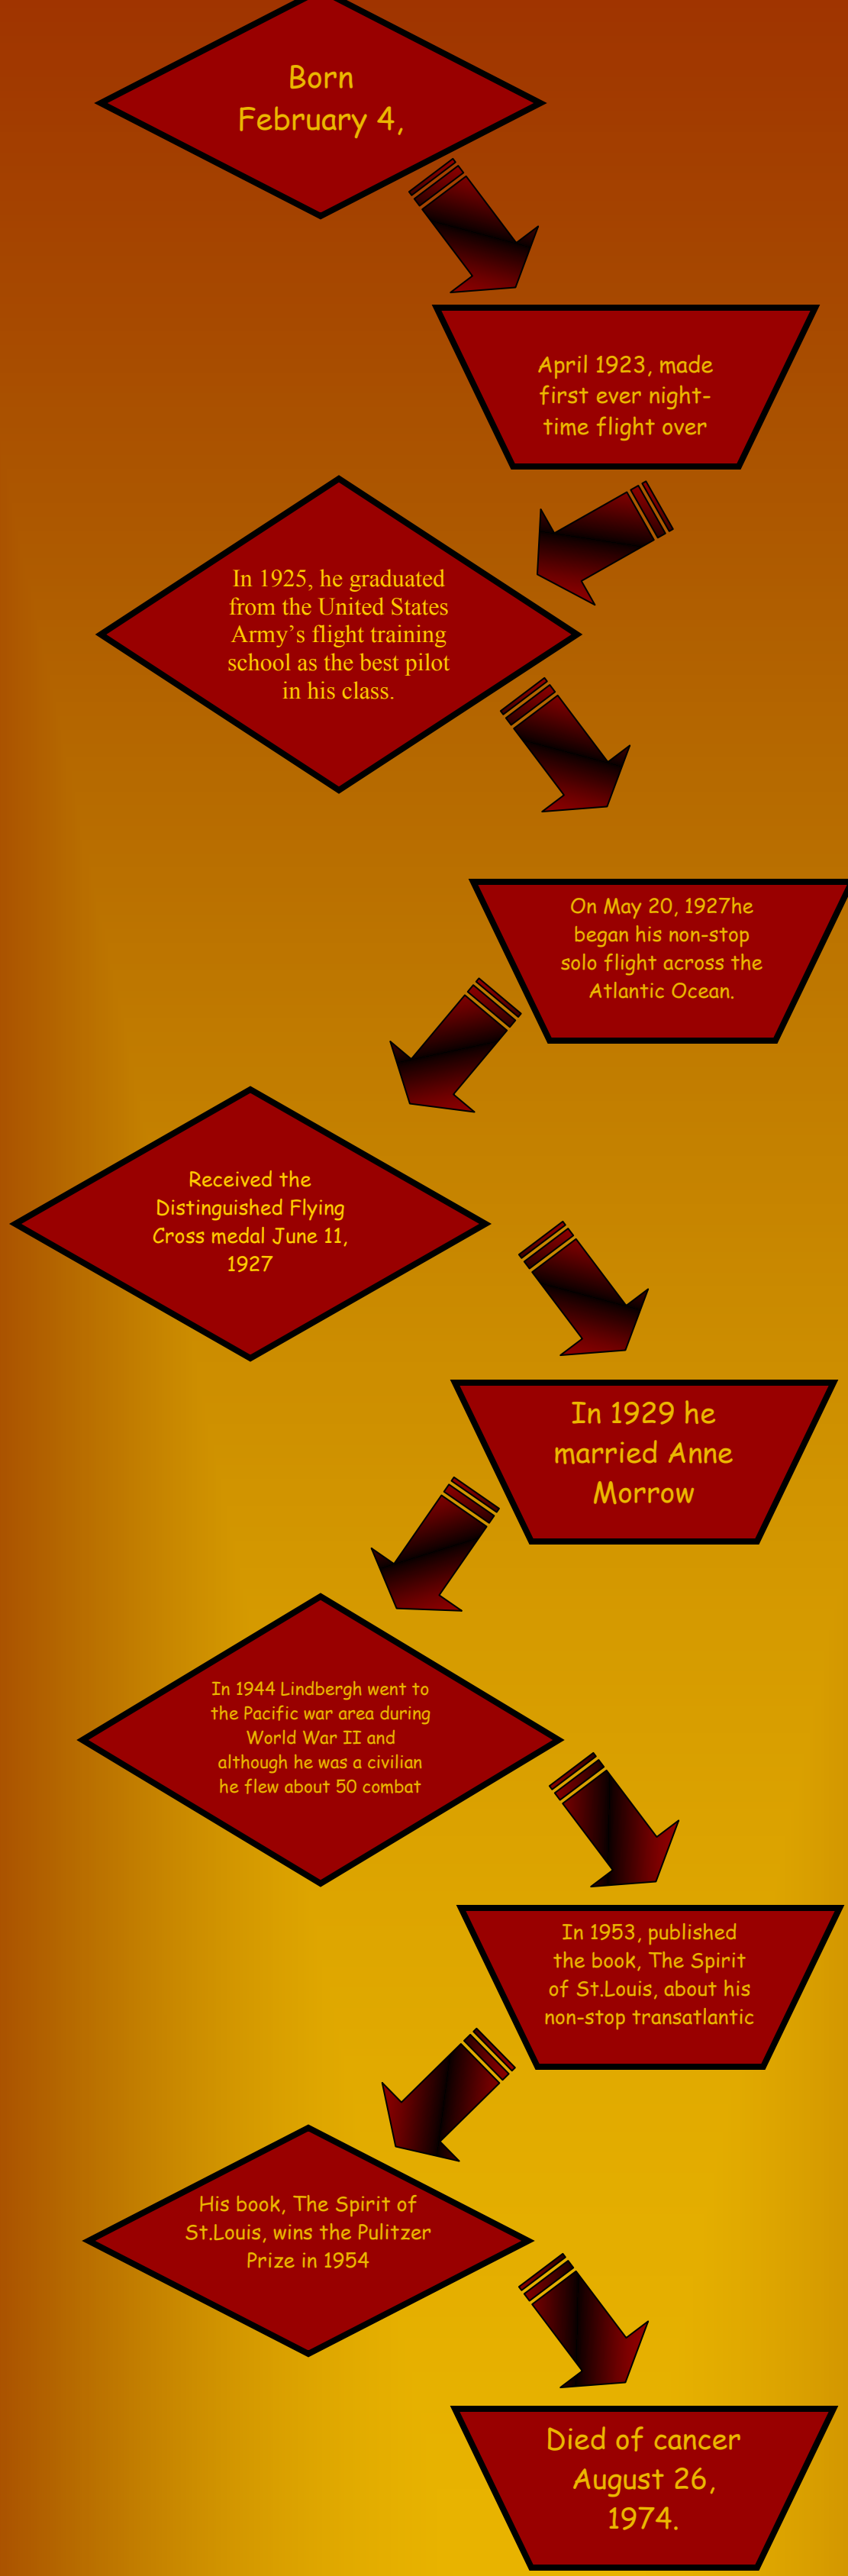 Born
February 4,
April 1923, made
first ever night-
time flight over
In 1925, he graduated
from the United States
Army’s flight training
school as the best pilot
in his class.
On May 20, 1927he
began his non-stop
solo flight across the
Atlantic Ocean.
Received the
Distinguished Flying
Cross medal June 11,
1927
In 1929 he
married Anne
Morrow
In 1944 Lindbergh went to
the Pacific war area during
World War II and
although he was a civilian
he flew about 50 combat
In 1953, published
the book, The Spirit
of St.Louis, about his
non-stop transatlantic
His book, The Spirit of
St.Louis, wins the Pulitzer
Prize in 1954
Died of cancer
August 26,
1974.